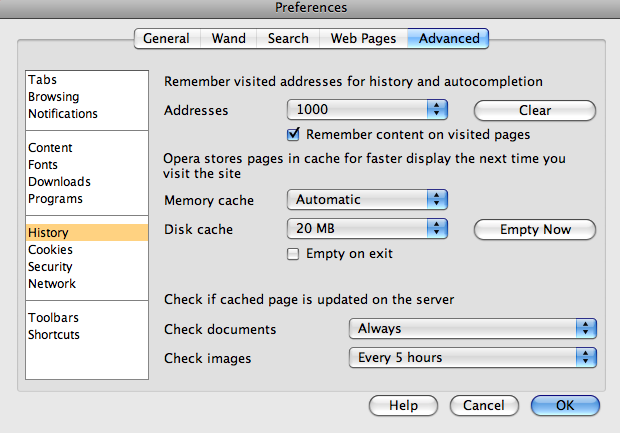 Preferences
General Wand Search Web Pages Advanced
Tabs
Browsing
Notifications
Content
Fonts
Downloads
Programs
History
Cookies
Security
Network
Toolbars
Shortcuts
Remember visited addresses for history and autocompletion
Addresses 1000 Clear
Remember content on visited pages
Opera stores pages in cache for faster display the next time you
visit the site
Memory cache Automatic
Disk cache 20 MB Empty Now
Empty on exit
Check if cached page is updated on the server
Check documents Always
Check images Every 5 hours
Help Cancel OK